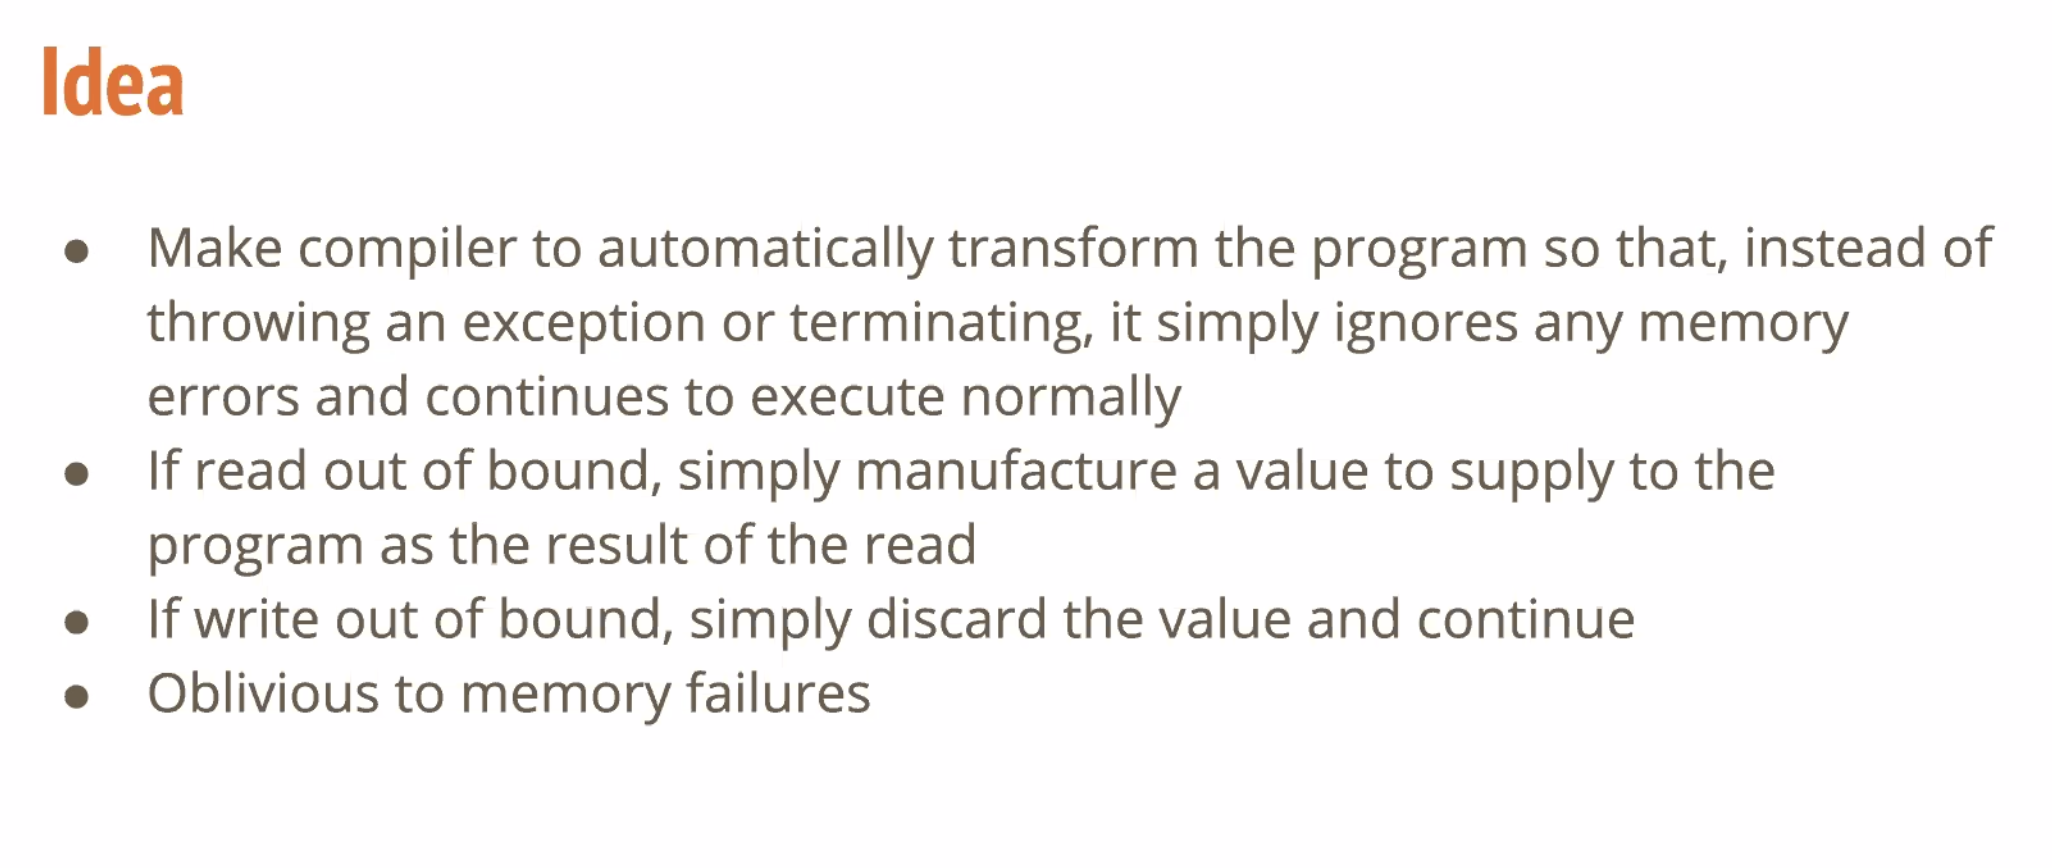 Idea
● Make compiler to automatically transform the program so that, instead of
throwing an exception or terminating, it simply ignores any memory
errors and continues to execute normally
● If read out of bound, simply manufacture a value to supply to the
program as the result of the read
● If write out of bound, simply discard the value and continue
● Oblivious to memory failures